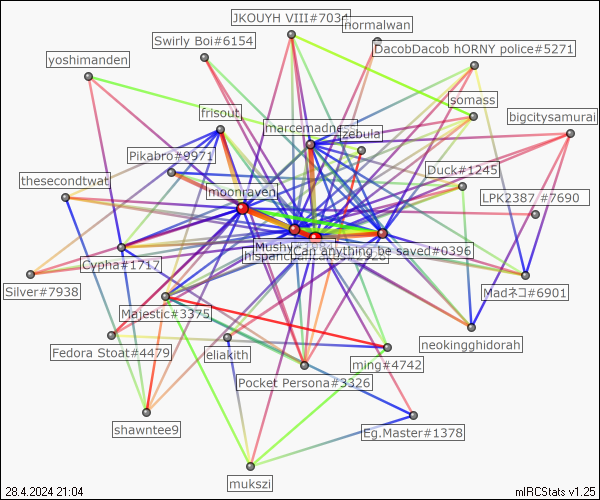 JKOUYH VIII#7034
normalwan
Swirly Boi#6154
DacobDacob hORNY police#5271
yoshimanden
somass
frisout
bigcitysamurai
marcemadness
zebula
Pikabro#9971
Duck#1245
thesecondtwat
moonraven
LPK2387 #7690
Mushy
can anything be saved#0396
Cypha#1717
Silver#7938
Madネコ#6901
Majestic#3375
neokingghidorah
Fedora Stoat#4479
eliakith
ming#4742
Pocket Persona#3326
shawntee9
Eg.Master#1378
mukszi
28.4.2024 21:04
mIRCStats v1.25